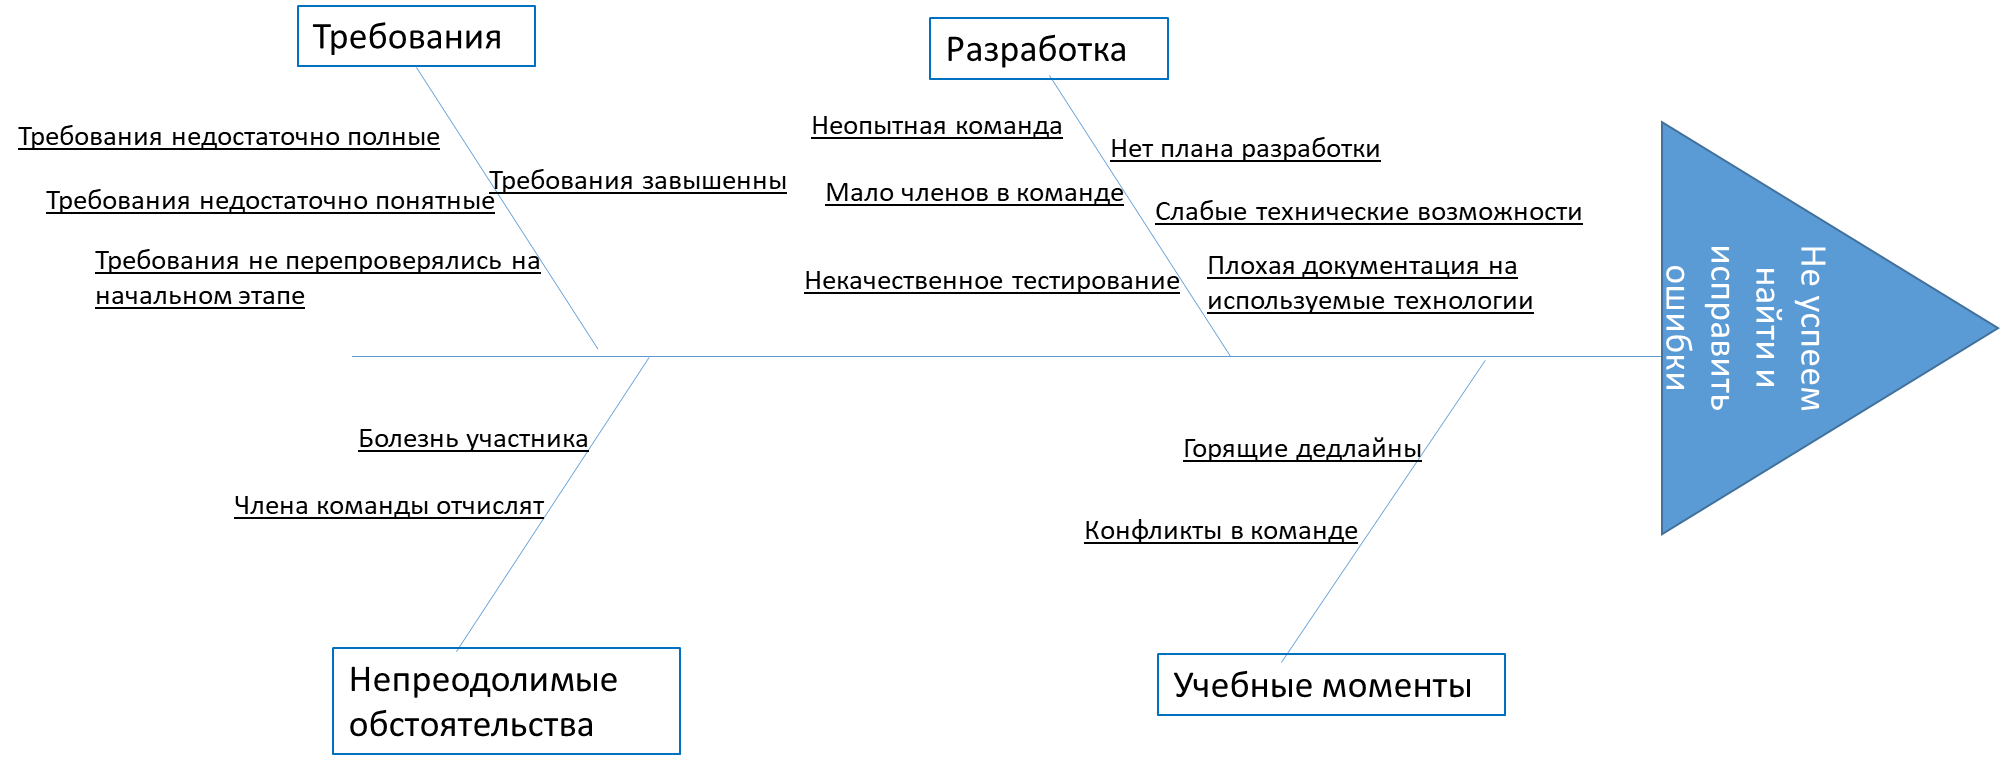 Требования
Разработка
Требования недостаточно полные
Требования завышенны
Требования недостаточно понятные
Требования не перепроверялись на
начальном этапе
Неопытная команда
Нет плана разработки
Мало членов в команде
Слабые технические возможности
Некачественное тестирование
Плохая документация на
используемые технологии
Не успеем
найти и
исправить
ошибки
Болезнь участника
Члена команды отчислят
Горящие дедлайны
Конфликты в команде
Непреодолимые
обстоятельства
Учебные моменты